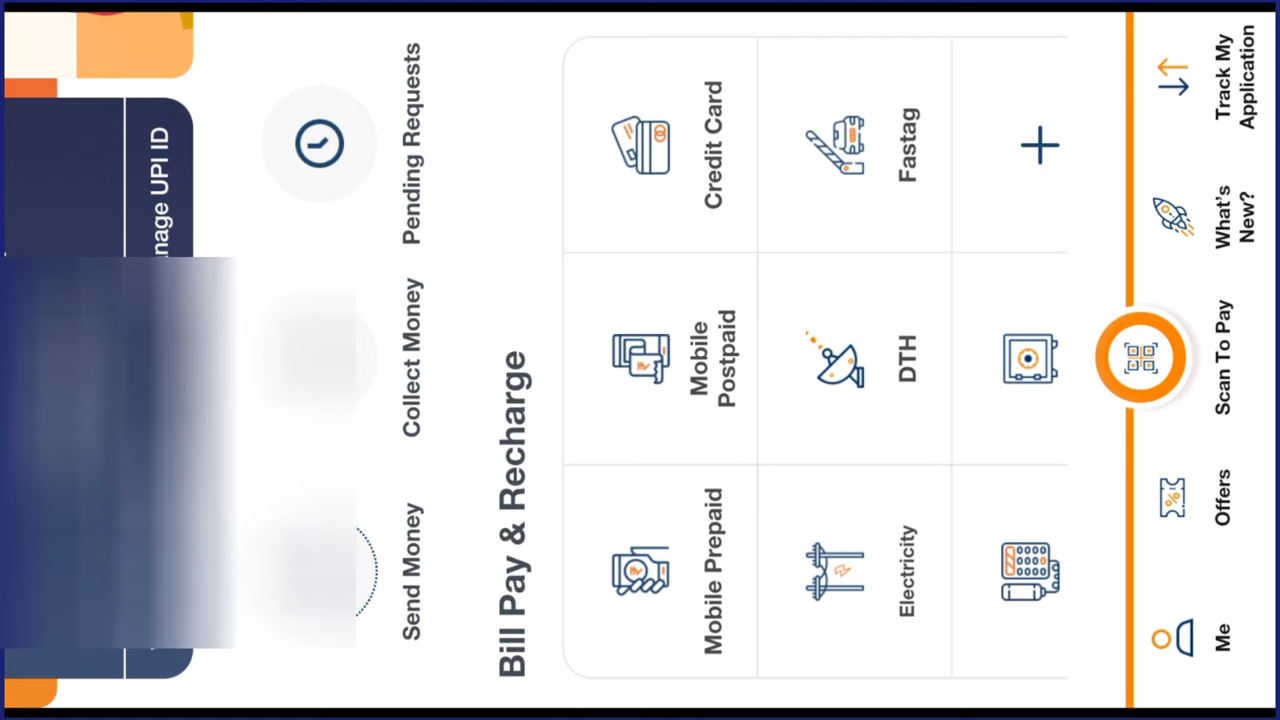 nage UPI ID
Send Money
Collect Money
Pending Requests
Bill Pay & Recharge
Mobile Prepaid
Mobile
Postpaid
Credit Card
Electricity
DTH
Fastag
Me
Offers
Scan To Pay
What's
New?
Track My
Application